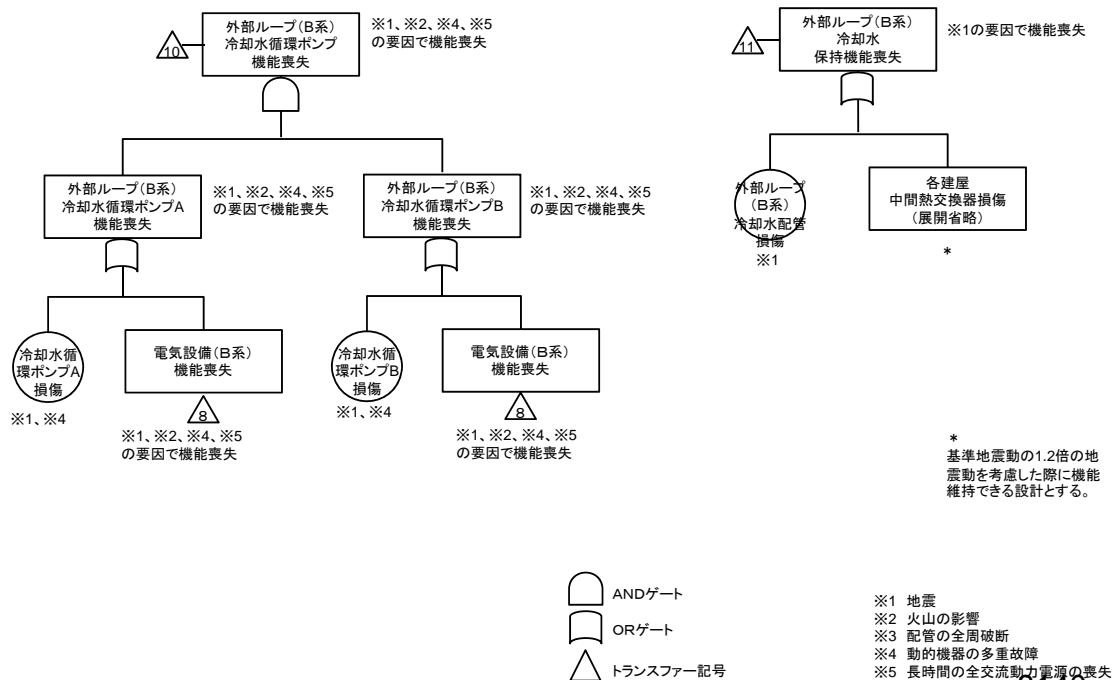 外部ループ(B系)
冷却水循環ポンプ
機能喪失
10
※1、※2、※4、※5
の要因で機能喪失
外部ループ(B系)
冷却水
保持機能喪失
11
※1の要因で機能喪失
外部ループ(B系)
冷却水循環ポンプA
機能喪失
※1、※2、※4、※5
の要因で機能喪失
外部ループ(B系)
冷却水循環ポンプB
機能喪失
※1、※2、※4、※5
の要因で機能喪失
外部ループ
(B系)
冷却水配管
損傷
※1
各建屋
中間熱交換器損傷
(展開省略)
*
冷却水循
環ポンプA
損傷
※1、※4
電気設備(B系)
機能喪失
8
※1、※2、※4、※5
の要因で機能喪失
冷却水循
環ポンプB
損傷
※1、※4
電気設備(B系)
機能喪失
8
※1、※2、※4、※5
の要因で機能喪失
*
基準地震動の1.2倍の地
震動を考慮した際に機能
維持できる設計とする。
ANDゲート
ORゲート
トランスファー記号
※1 地震
※2 火山の影響
※3 配管の全周破断
※4 動的機器の多重故障
※5 長時間の全交流動力電源の喪失